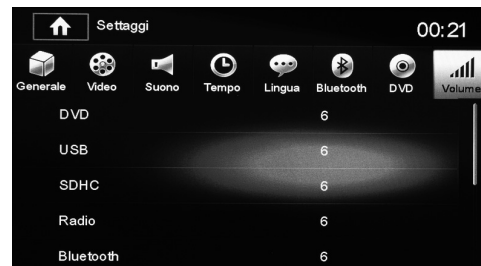 Settaggi 00:21
Generale Video Suono Tempo Lingua Bluetooth DVD Volume
DVD 6
USB 6
SDHC 6
Radio 6
Bluetooth 6